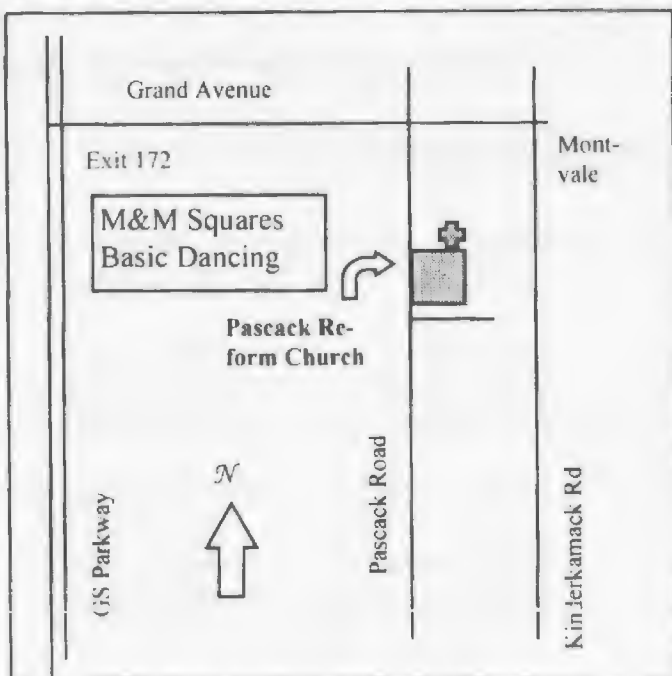 Grand Avenue
Exit 172
Mont-
vale
M&M Squares
Basic Dancing
Pascack Re-
form Church
N
GS Parkway
Pascack Road
Kinderkamack Rd